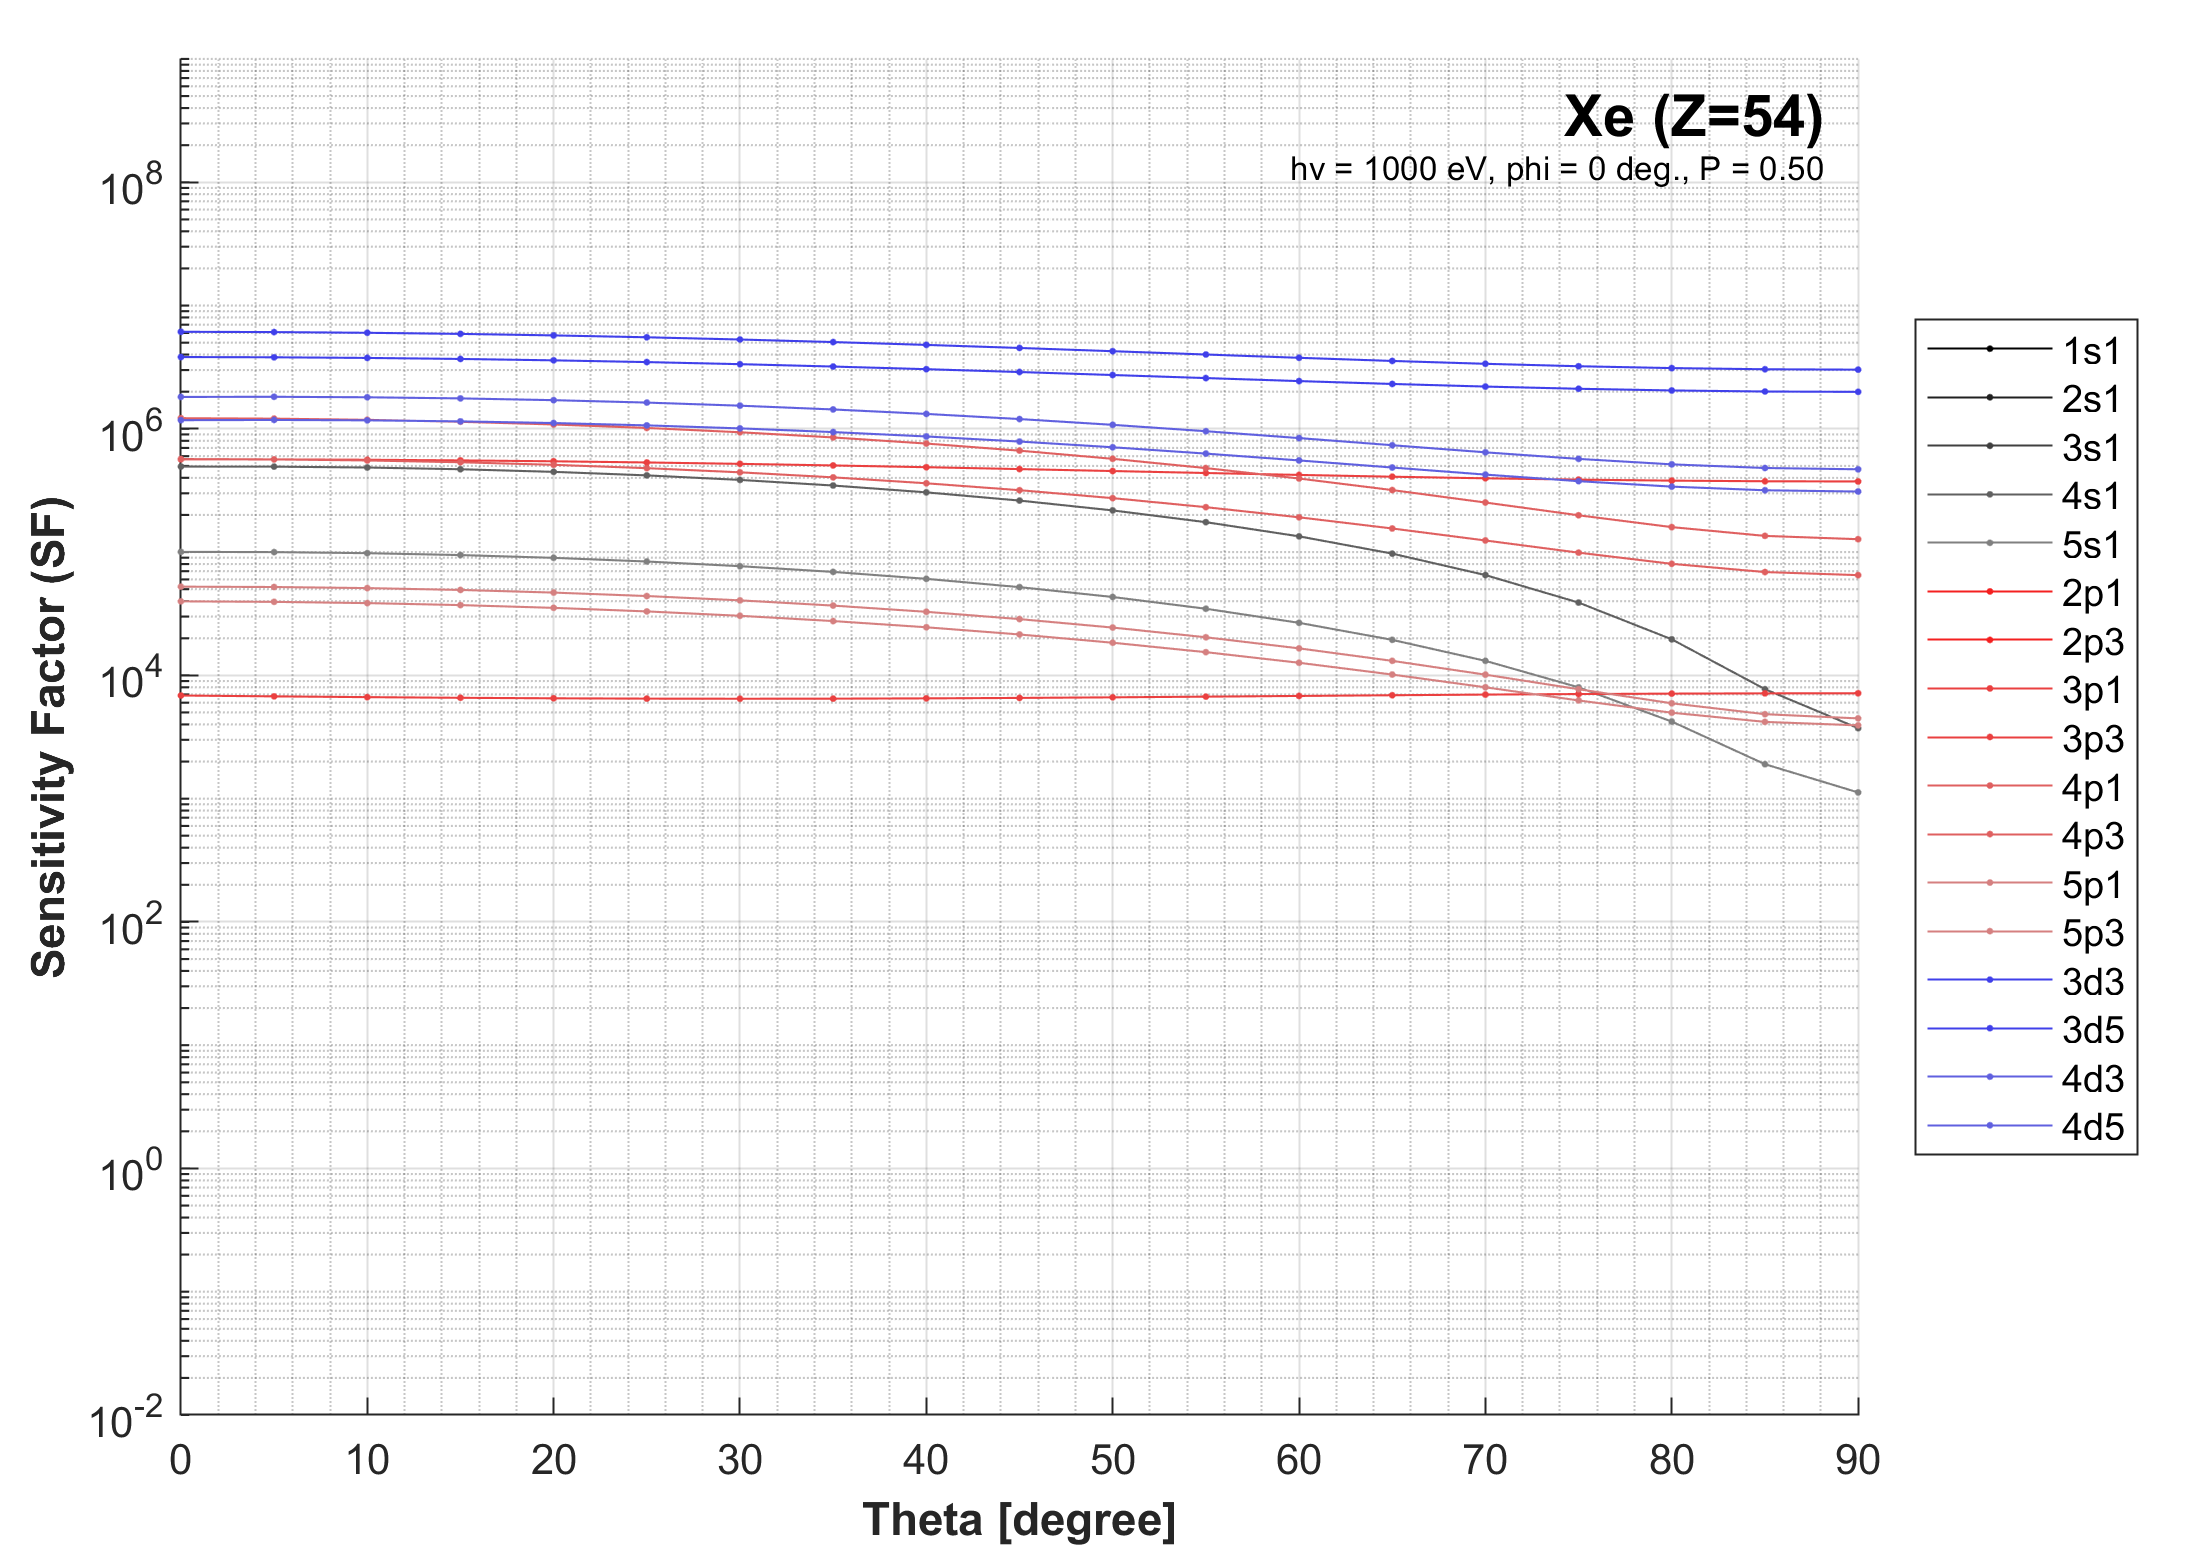 Xe (Z=54)
hv = 1000 eV, phi = 0 deg., P = 0.50
Sensitivity Factor (SF)
10^8
10^6
10^4
10^2
10^0
10^-2
0 10 20 30 40 50 60 70 80 90
Theta [degree]
1s1
2s1
3s1
4s1
5s1
2p1
2p3
3p1
3p3
4p1
4p3
5p1
5p3
3d3
3d5
4d3
4d5